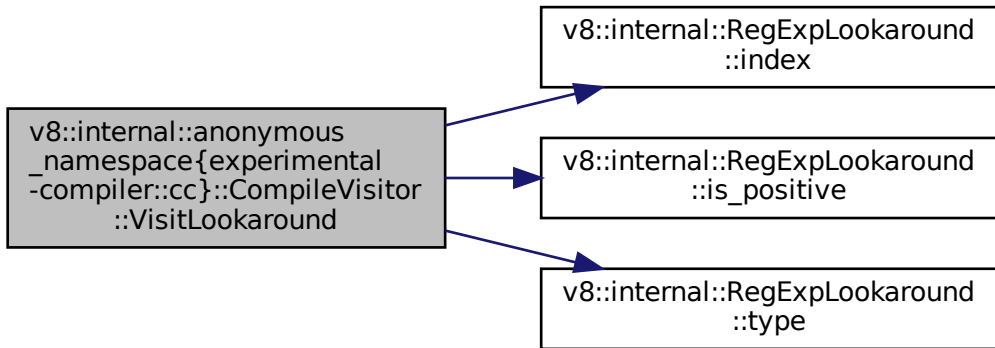 v8::internal::anonymous
_namespace{experimental
-compiler::cc}::CompileVisitor
::VisitLookaround
v8::internal::RegExpLookaround
::index
v8::internal::RegExpLookaround
::is_positive
v8::internal::RegExpLookaround
::type